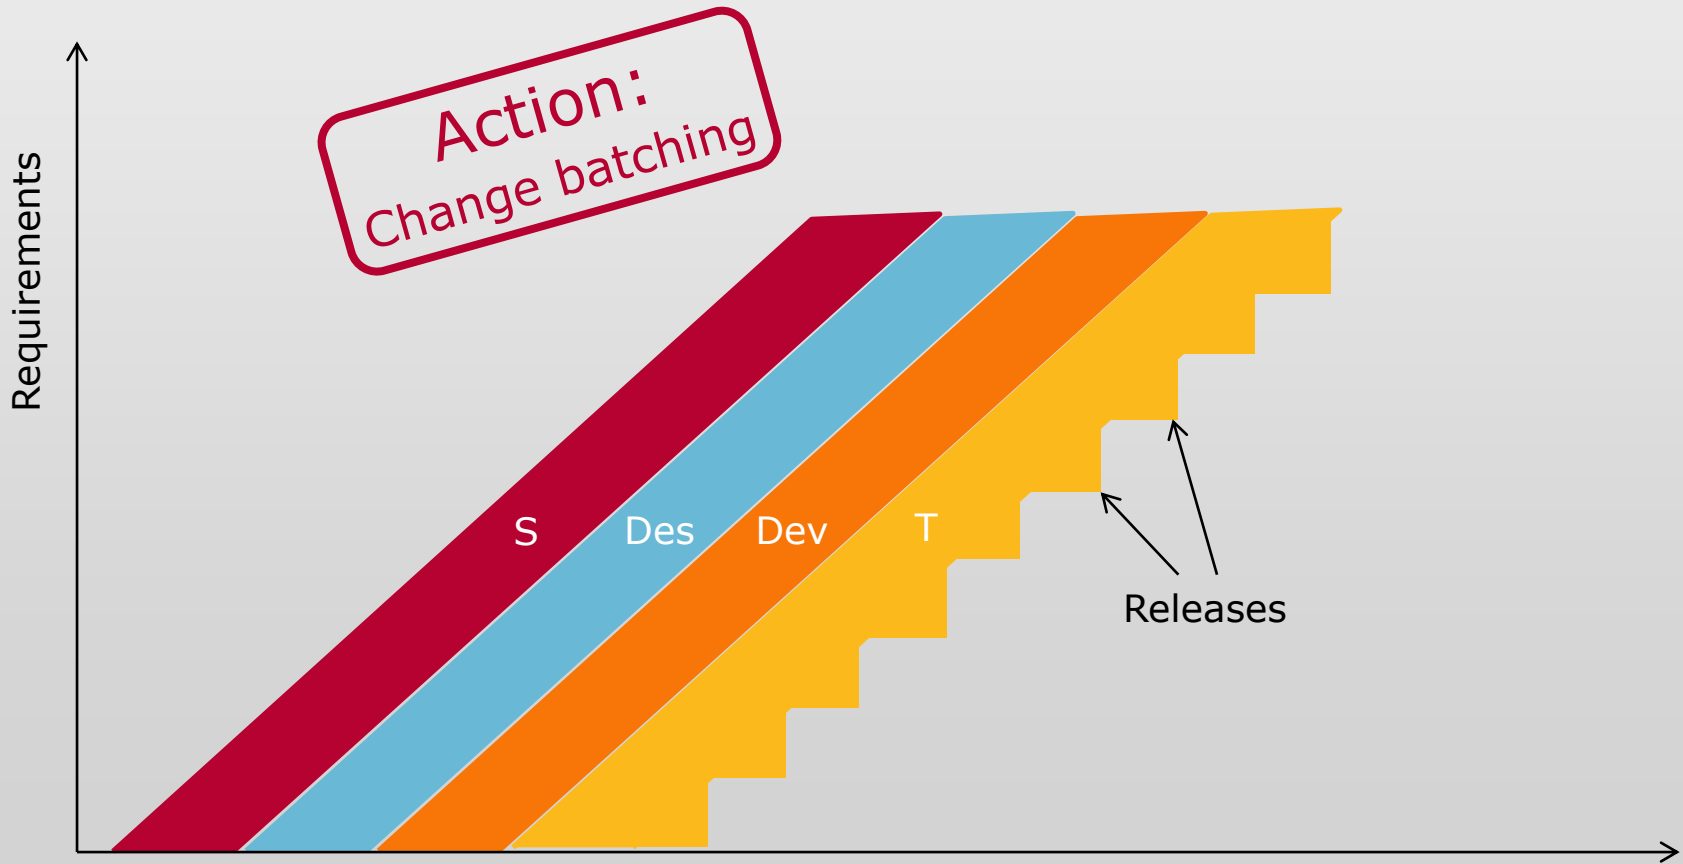 Action:
Change batching
Requirements
S
Des
Dev
T
Releases